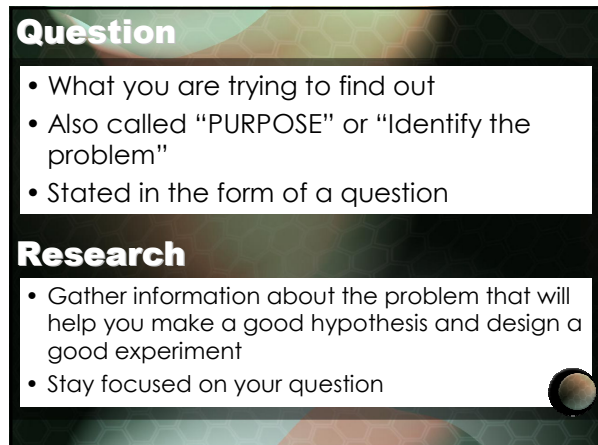 Question
• What you are trying to find out
• Also called “PURPOSE” or “Identify the
problem”
• Stated in the form of a question
Research
• Gather information about the problem that will
help you make a good hypothesis and design a
good experiment
• Stay focused on your question